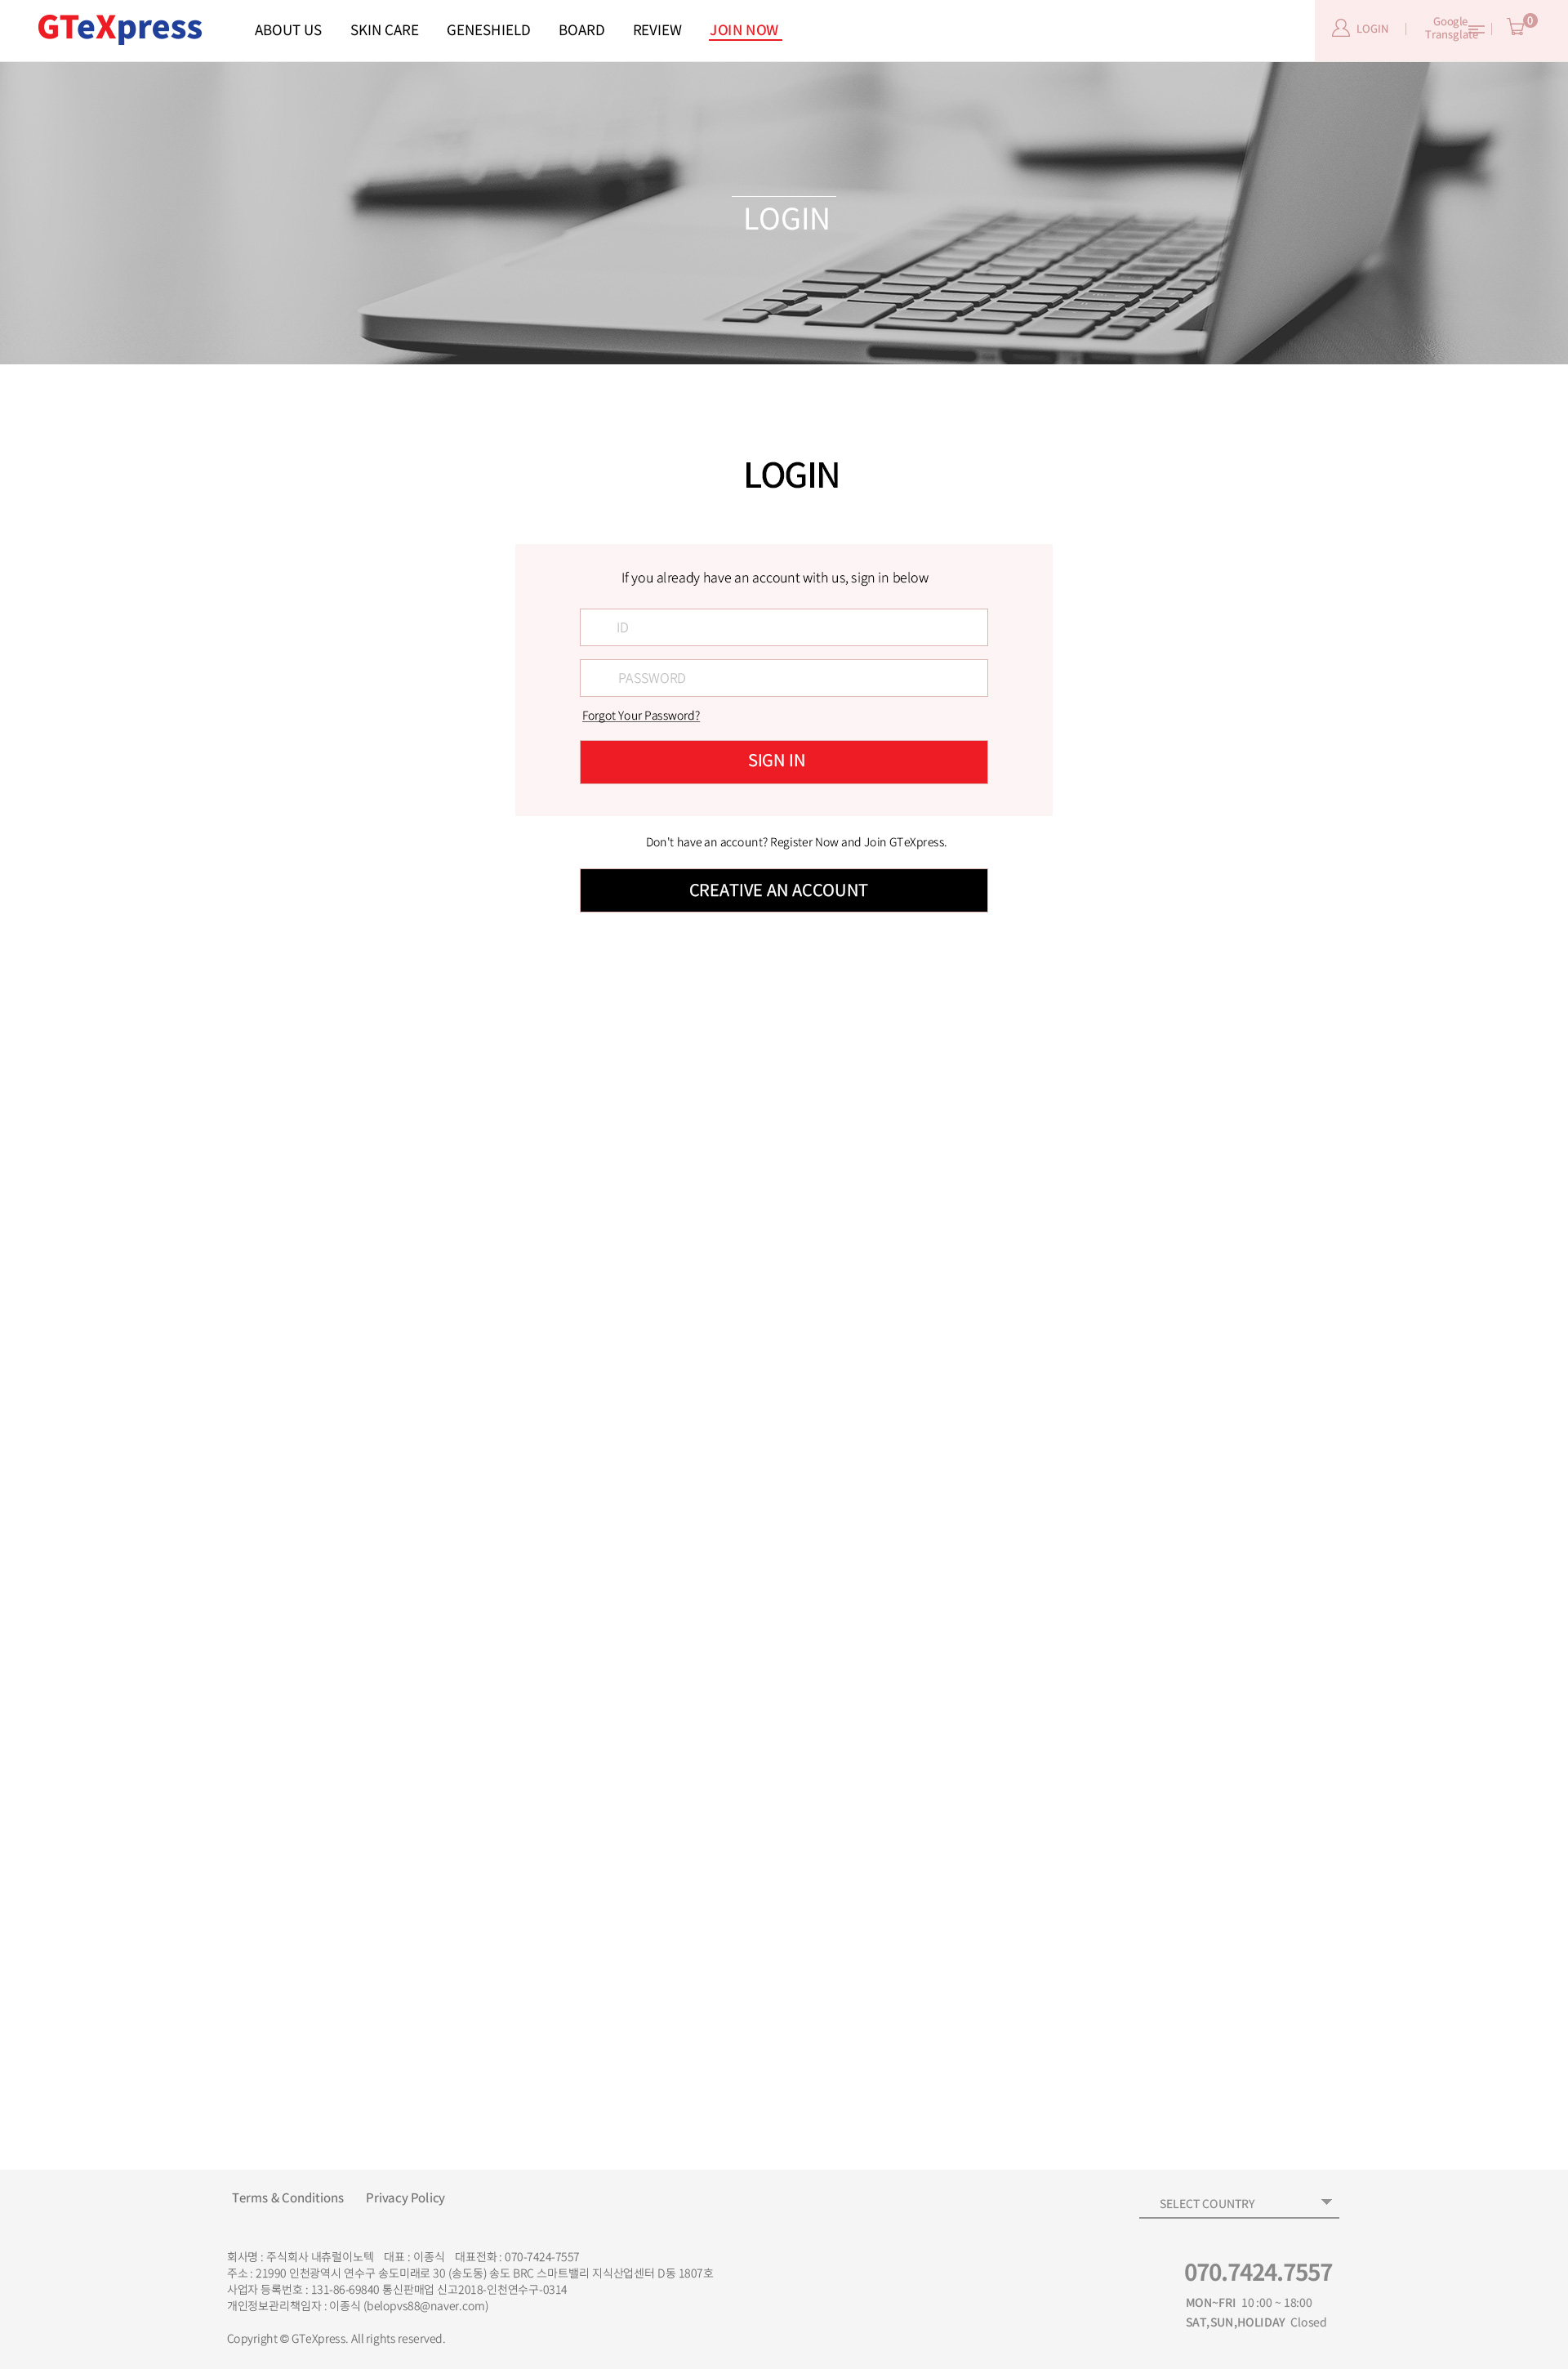 GTeXpress
ABOUT US SKIN CARE GENESHIELD BOARD REVIEW JOIN NOW
LOGIN
Google
Transglate
0
LOGIN
LOGIN
If you already have an account with us, sign in below
ID
PASSWORD
Forgot Your Password?
SIGN IN
Don't have an account? Register Now and Join GTeXpress.
CREATIVE AN ACCOUNT
Terms & Conditions Privacy Policy
SELECT COUNTRY
회사명 : 주식회사 내츄럴이노텍 대표 : 이종식 대표전화 : 070-7424-7557
주소 : 21990 인천광역시 연수구 송도미래로 30 (송도동) 송도 BRC 스마트밸리 지식산업센터 D동 1807호
사업자 등록번호 : 131-86-69840 통신판매업 신고2018-인천연수구-0314
개인정보관리책임자 : 이종식 (belopvs88@naver.com)
Copyright © GTeXpress. All rights reserved.
070.7424.7557
MON~FRI 10 :00 ~ 18:00
SAT,SUN,HOLIDAY Closed